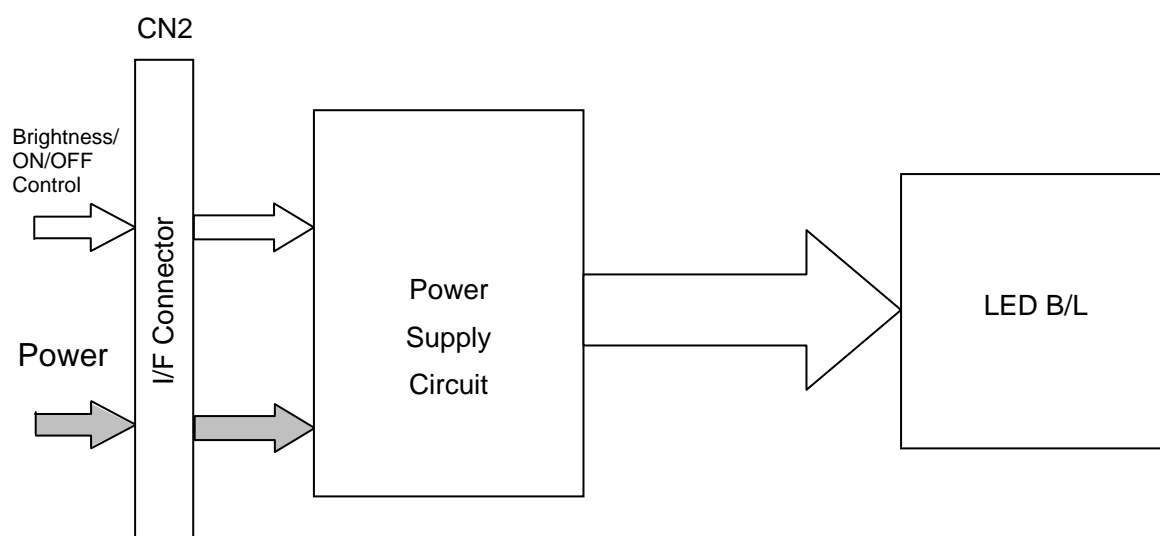 CN2
Brightness/
ON/OFF
Control
Power
I/F Connector
Power
Supply
Circuit
LED B/L